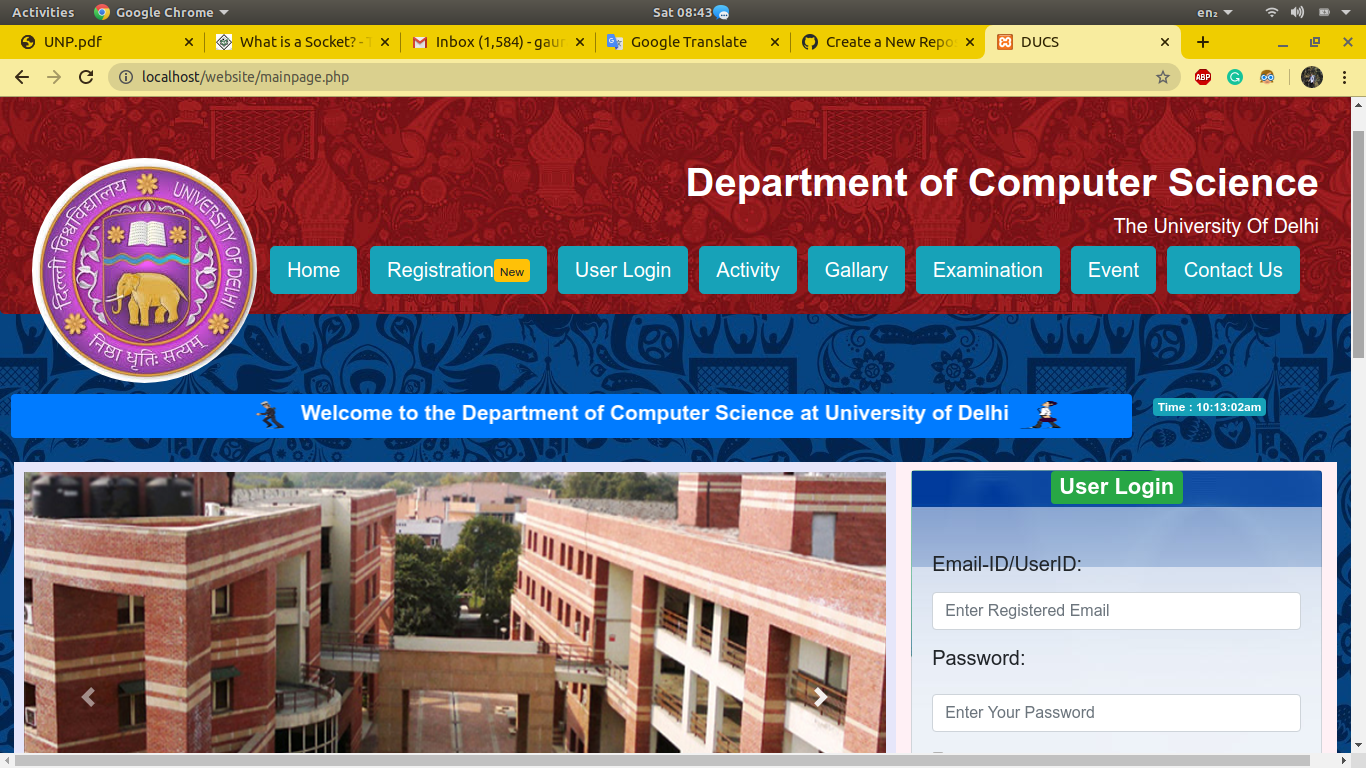 Activities Google Chrome Sat 08:43 en₂
UNP.pdf What is a Socket? - T Inbox (1,584) - gaur Google Translate Create a New Repo DUCS
localhost/website/mainpage.php ABP
Department of Computer Science
The University Of Delhi
दिल्ली विश्वविद्यालय UNIVERSITY OF DELHI
निष्ठा धृतिः सत्यम्
Home Registration New User Login Activity Gallary Examination Event Contact Us
Welcome to the Department of Computer Science at University of Delhi Time : 10:13:02am
User Login
Email-ID/UserID:
Enter Registered Email
Password:
Enter Your Password